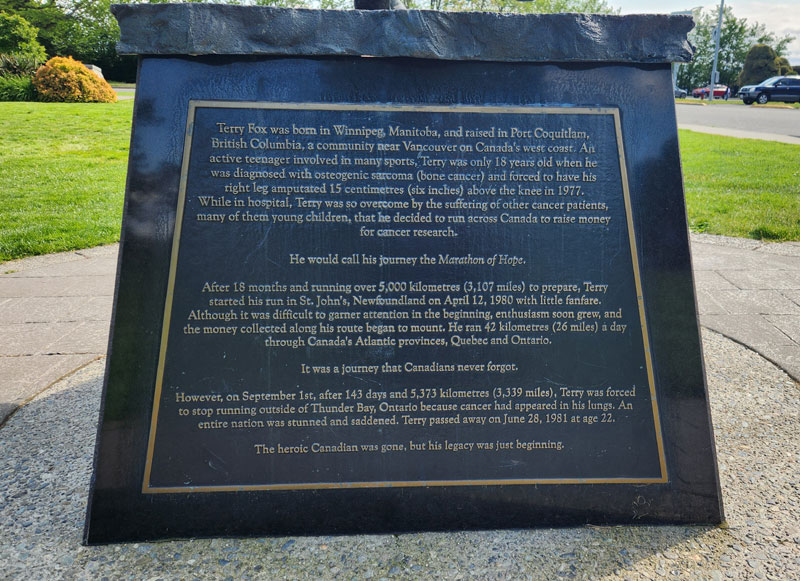 Terry Fox was born in Winnipeg, Manitoba, and raised in Port Coquitlam,
British Columbia, a community near Vancouver on Canada's west coast. An
active teenager involved in many sports, Terry was only 18 years old when he
was diagnosed with osteogenic sarcoma (bone cancer) and forced to have his
right leg amputated 15 centimetres (six inches) above the knee in 1977.
While in hospital, Terry was so overcome by the suffering of other cancer patients,
many of them young children, that he decided to run across Canada to raise money
for cancer research.
He would call his journey the Marathon of Hope.
After 18 months and running over 5,000 kilometres (3,107 miles) to prepare, Terry
started his run in St. John's, Newfoundland on April 12, 1980 with little fanfare.
Although it was difficult to garner attention in the beginning, enthusiasm soon grew, and
the money collected along his route began to mount. He ran 42 kilometres (26 miles) a day
through Canada's Atlantic provinces, Quebec and Ontario.
It was a journey that Canadians never forgot.
However, on September 1st, after 143 days and 5,373 kilometres (3,339 miles), Terry was forced
to stop running outside of Thunder Bay, Ontario because cancer had appeared in his lungs. An
entire nation was stunned and saddened. Terry passed away on June 28, 1981 at age 22.
The heroic Canadian was gone, but his legacy was just beginning.